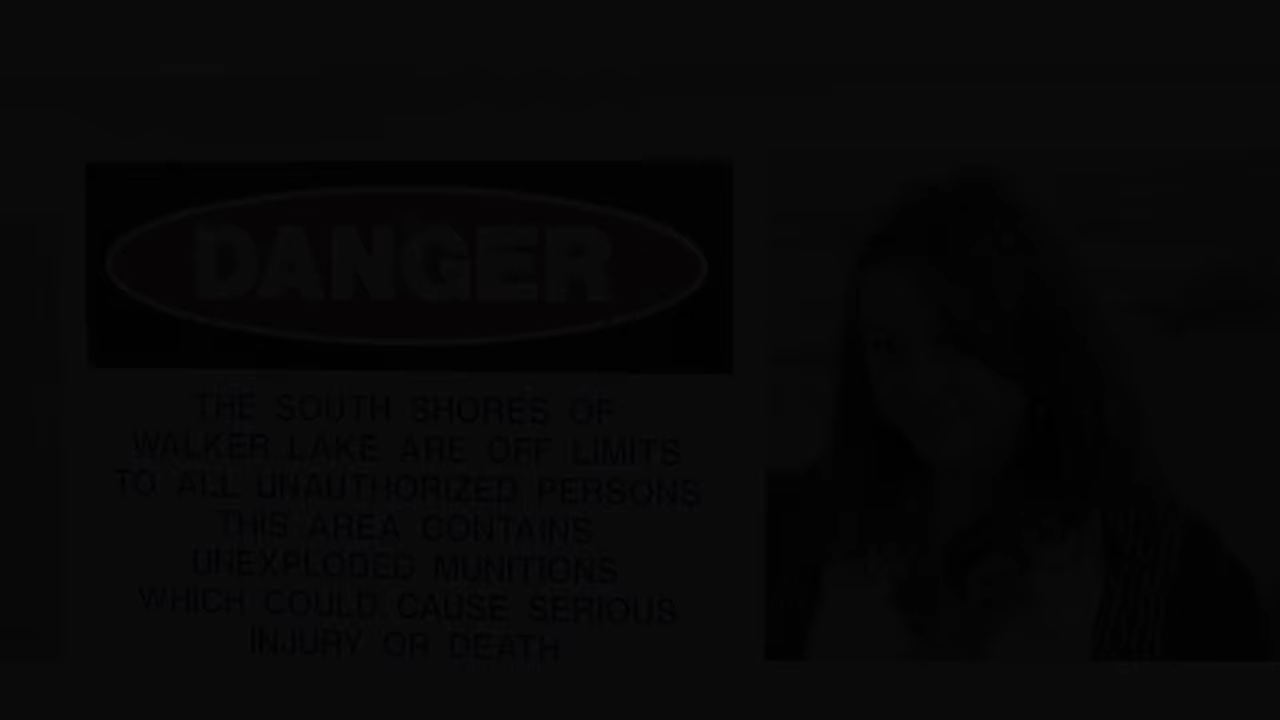 DANGER
THE SOUTH SHORES OF
WALKER LAKE ARE OFF LIMITS
TO ALL UNAUTHORIZED PERSONS
THIS AREA CONTAINS
UNEXPLODED MUNITIONS
WHICH COULD CAUSE SERIOUS
INJURY OR DEATH